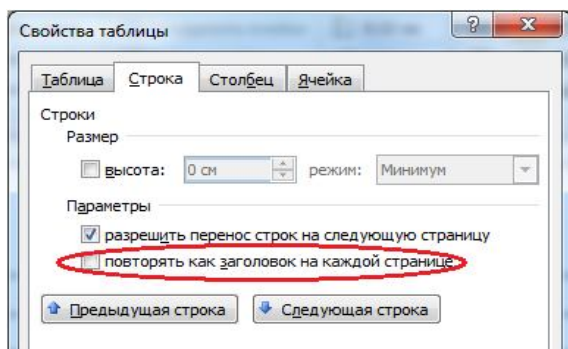 Свойства таблицы
Таблица Строка Столбец Ячейка
Строки
Размер
высота: 0 см режим: Минимум
Параметры
разрешить перенос строк на следующую страницу
повторять как заголовок на каждой странице
Предыдущая строка Следующая строка